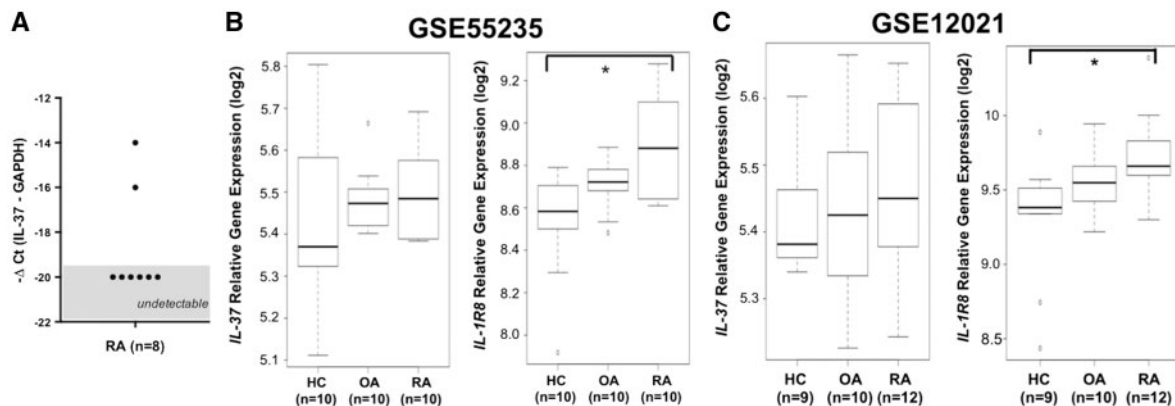 A
B
GSE55235
C
GSE12021
-Δ Ct (IL-37 - GAPDH)
-12
-14
-16
-18
-20
-22
undetectable
RA (n=8)
IL-37 Relative Gene Expression (log2)
5.8
5.7
5.6
5.5
5.4
5.3
5.2
5.1
HC
(n=10)
OA
(n=10)
RA
(n=10)
IL-1R8 Relative Gene Expression (log2)
9.2
9.0
8.8
8.6
8.4
8.2
8.0
*
HC
(n=10)
OA
(n=10)
RA
(n=10)
IL-37 Relative Gene Expression (log2)
5.6
5.5
5.4
5.3
HC
(n=9)
OA
(n=10)
RA
(n=12)
IL-1R8 Relative Gene Expression (log2)
10
9.5
9.0
8.5
*
HC
(n=9)
OA
(n=10)
RA
(n=12)